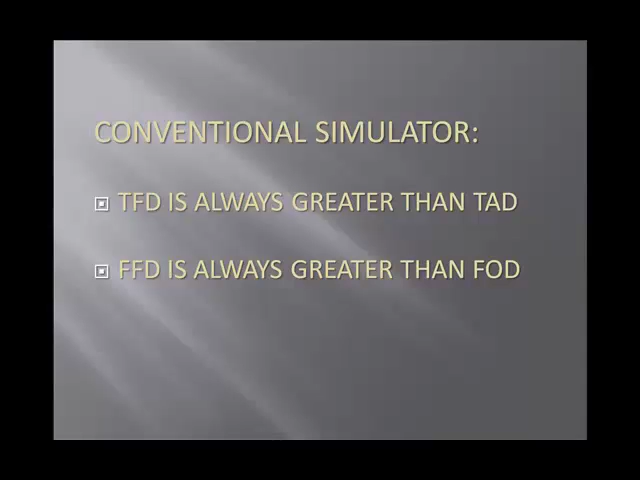 CONVENTIONAL SIMULATOR:
TFD IS ALWAYS GREATER THAN TAD
FFD IS ALWAYS GREATER THAN FOD